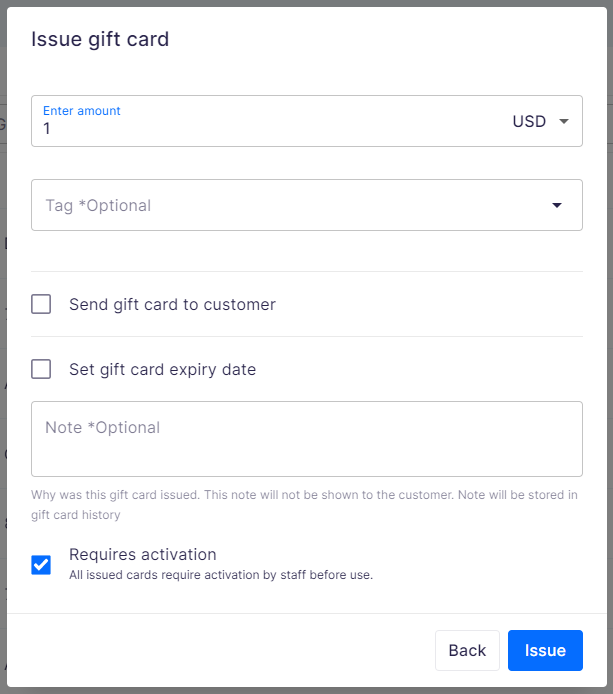 Issue gift card
Enter amount
1
USD
Tag *Optional
Send gift card to customer
Set gift card expiry date
Note *Optional
Why was this gift card issued. This note will not be shown to the customer. Note will be stored in
gift card history
Requires activation
All issued cards require activation by staff before use.
Back
Issue